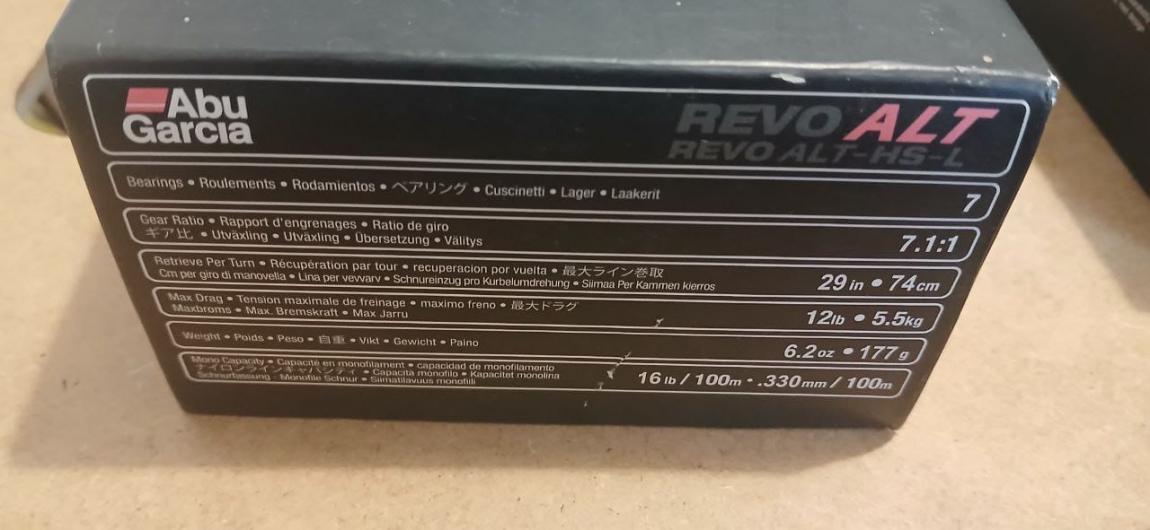 Abu
Garcia
REVO ALT
REVO ALT-HS-L
Bearings • Roulements • Rodamientos • ベアリング • Cuscinetti • Lager • Laakerit
7
Gear Ratio • Rapport d'engrenages • Ratio de giro
ギア比 • Utväxling • Utväxling • Übersetzung • Välitys
7.1:1
Retrieve Per Turn • Récupération par tour • recuperacion por vuelta • 最大ライン巻取
Cm per giro di manovella • Lina per vevvarv • Schnureinzug pro Kurbelumdrehung • Siimaa Per Kammen kierros
29in • 74cm
Max Drag • Tension maximale de freinage • maximo freno • 最大ドラグ
Maxbroms • Max. Bremskraft • Max Jarru
12lb • 5.5kg
Weight • Poids • Peso • 自重 • Vikt • Gewicht • Paino
6.2oz • 177g
Mono Capacity • Capacité en monofilament • capacidad de monofilamento
ナイロンラインキャパシティ • Capacita monofilo • Kapacitet monolina
Schnurfassung - Monofile Schnur • Siimatilavuus monofiili
16lb / 100m • .330mm / 100m